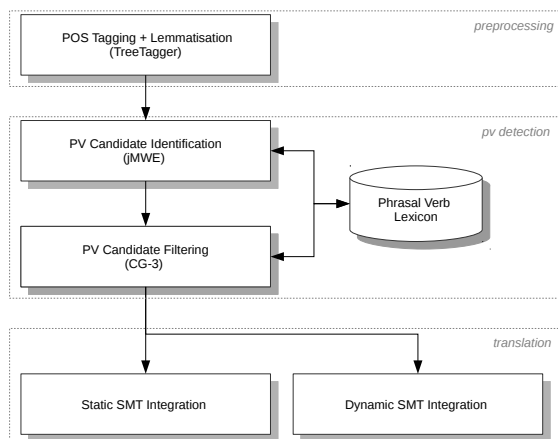 preprocessing
POS Tagging + Lemmatisation
(TreeTagger)
pv detection
PV Candidate Identification
(jMWE)
Phrasal Verb
Lexicon
PV Candidate Filtering
(CG-3)
translation
Static SMT Integration
Dynamic SMT Integration